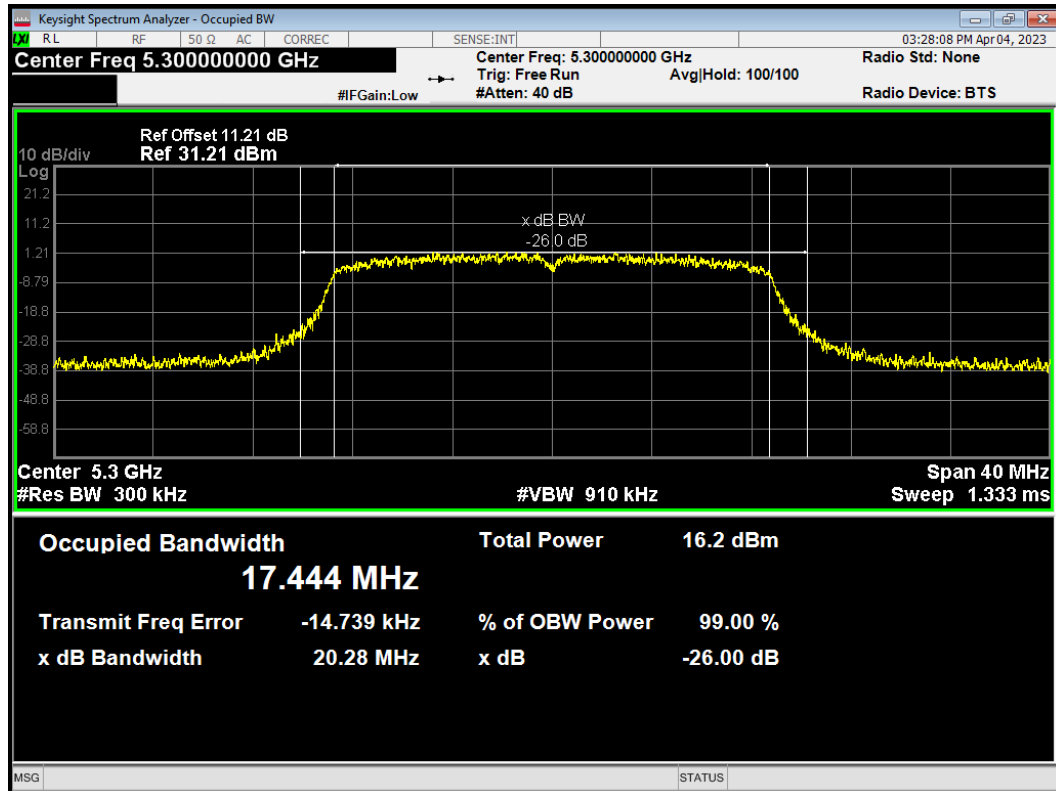 Keysight Spectrum Analyzer - Occupied BW
LXI RL RF 50 Ω AC CORREC SENSE:INT 03:28:08 PM Apr 04, 2023
Center Freq 5.300000000 GHz Center Freq: 5.300000000 GHz Radio Std: None
Trig: Free Run Avg|Hold: 100/100
#IFGain:Low #Atten: 40 dB Radio Device: BTS
Ref Offset 11.21 dB
10 dB/div Ref 31.21 dBm
Log
21.2
11.2
x dB BW
-26.0 dB
1.21
-8.79
-18.8
-28.8
-38.8
-48.8
-58.8
Center 5.3 GHz Span 40 MHz
#Res BW 300 kHz #VBW 910 kHz Sweep 1.333 ms
Occupied Bandwidth Total Power 16.2 dBm
17.444 MHz
Transmit Freq Error -14.739 kHz % of OBW Power 99.00 %
x dB Bandwidth 20.28 MHz x dB -26.00 dB
MSG STATUS